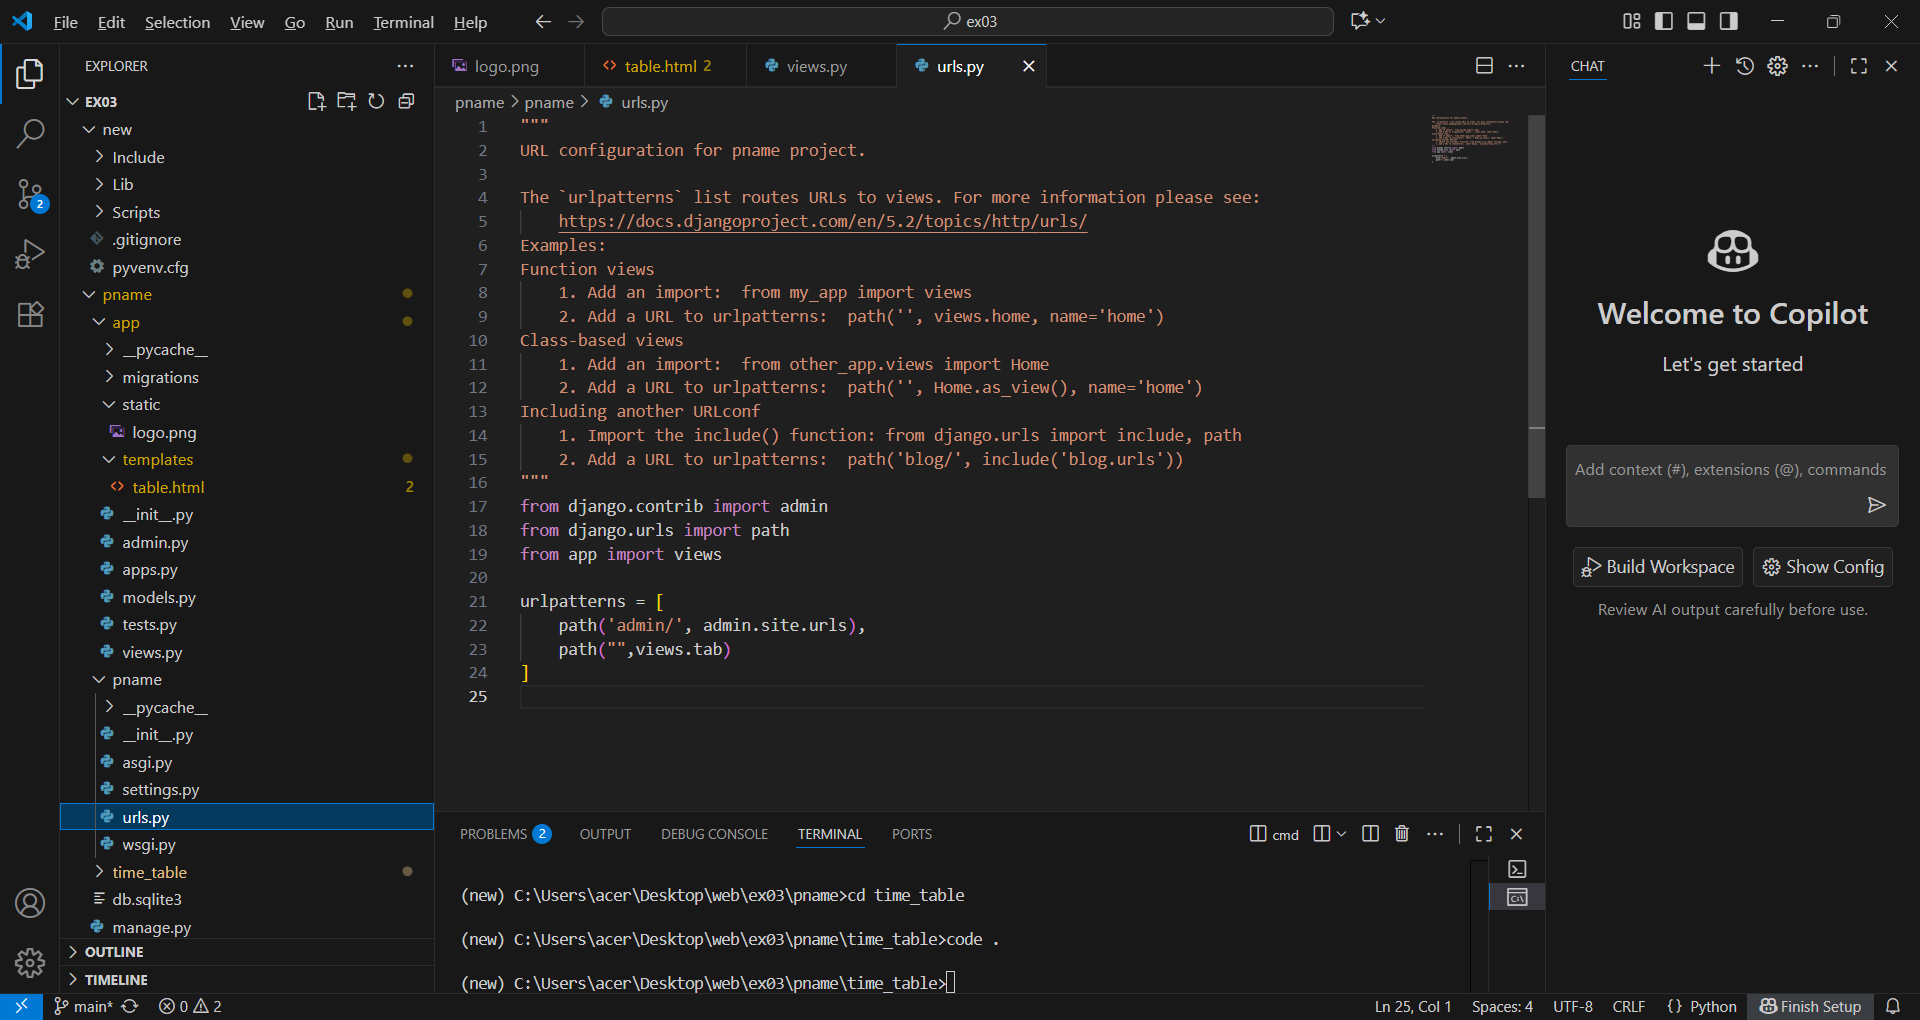 File Edit Selection View Go Run Terminal Help
ex03
EXPLORER
EX03
new
Include
Lib
Scripts
.gitignore
pyvenv.cfg
pname
app
__pycache__
migrations
static
logo.png
templates
table.html 2
__init__.py
admin.py
apps.py
models.py
tests.py
views.py
pname
__pycache__
__init__.py
asgi.py
settings.py
urls.py
wsgi.py
time_table
db.sqlite3
manage.py
OUTLINE
TIMELINE
2
logo.png
table.html 2
views.py
urls.py
pname > pname > urls.py
1 """
2 URL configuration for pname project.
3
4 The `urlpatterns` list routes URLs to views. For more information please see:
5     https://docs.djangoproject.com/en/5.2/topics/http/urls/
6 Examples:
7 Function views
8     1. Add an import:  from my_app import views
9     2. Add a URL to urlpatterns:  path('', views.home, name='home')
10 Class-based views
11     1. Add an import:  from other_app.views import Home
12     2. Add a URL to urlpatterns:  path('', Home.as_view(), name='home')
13 Including another URLconf
14     1. Import the include() function: from django.urls import include, path
15     2. Add a URL to urlpatterns:  path('blog/', include('blog.urls'))
16 """
17 from django.contrib import admin
18 from django.urls import path
19 from app import views
20
21 urlpatterns = [
22     path('admin/', admin.site.urls),
23     path("",views.tab)
24 ]
25
PROBLEMS 2 OUTPUT DEBUG CONSOLE TERMINAL PORTS
cmd
(new) C:\Users\acer\Desktop\web\ex03\pname>cd time_table
(new) C:\Users\acer\Desktop\web\ex03\pname\time_table>code .
(new) C:\Users\acer\Desktop\web\ex03\pname\time_table>
CHAT
Welcome to Copilot
Let's get started
Add context (#), extensions (@), commands
Build Workspace
Show Config
Review AI output carefully before use.
main* 0 2
Ln 25, Col 1 Spaces: 4 UTF-8 CRLF {} Python Finish Setup